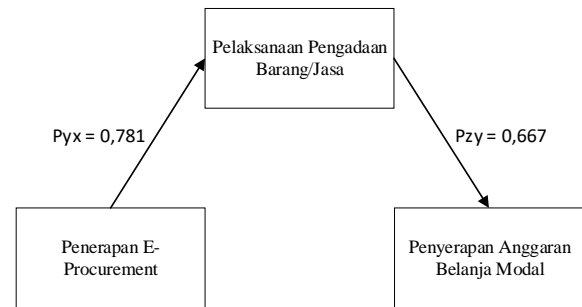 Pelaksanaan Pengadaan
Barang/Jasa
Pyx = 0,781
Pzy = 0,667
Penerapan E-
Procurement
Penyerapan Anggaran
Belanja Modal